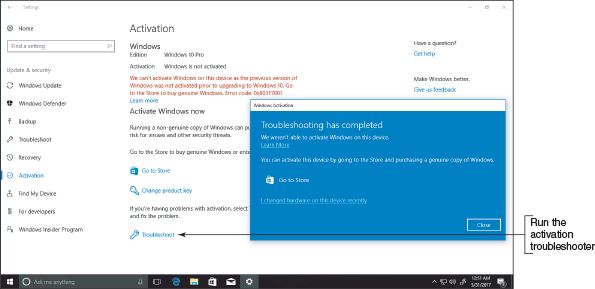 Settings
Home
Find a setting
Update & security
Windows Update
Windows Defender
Backup
Troubleshoot
Recovery
Activation
Find My Device
For developers
Windows Insider Program
Activation
Windows
Edition Windows 10 Pro
Activation Windows is not activated
We can't activate Windows on this device as the previous version of
Windows was not activated prior to upgrading to Windows 10. Go
to the Store to buy genuine Windows. Error code: 0x803F7001
Learn more
Activate Windows now
Running a non-genuine copy of Windows can pu
risk for viruses and other security threats.
Go to the Store to buy genuine Windows or ente
Go to Store
Change product key
If you're having problems with activation, select
and fix the problem.
Troubleshoot
Have a question?
Get help
Make Windows better.
Give us feedback
Windows Activation
Troubleshooting has completed
We weren't able to activate Windows on this device.
Learn More
You can activate this device by going to the Store and purchasing a genuine copy of Windows.
Go to Store
I changed hardware on this device recently
Close
Run the
activation
troubleshooter
Ask me anything
5/31/2017